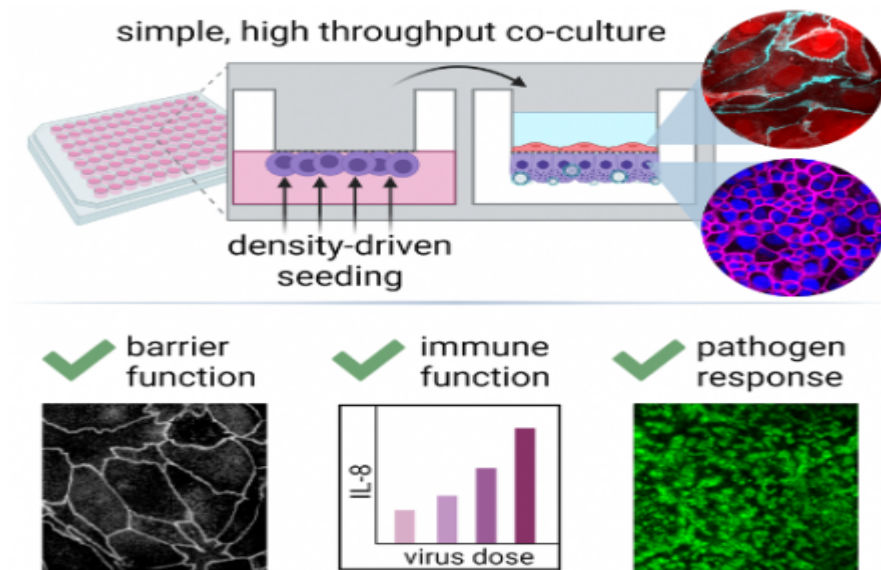 simple, high throughput co-culture
density-driven
seeding
barrier
function
immune
function
pathogen
response
IL-8
virus dose